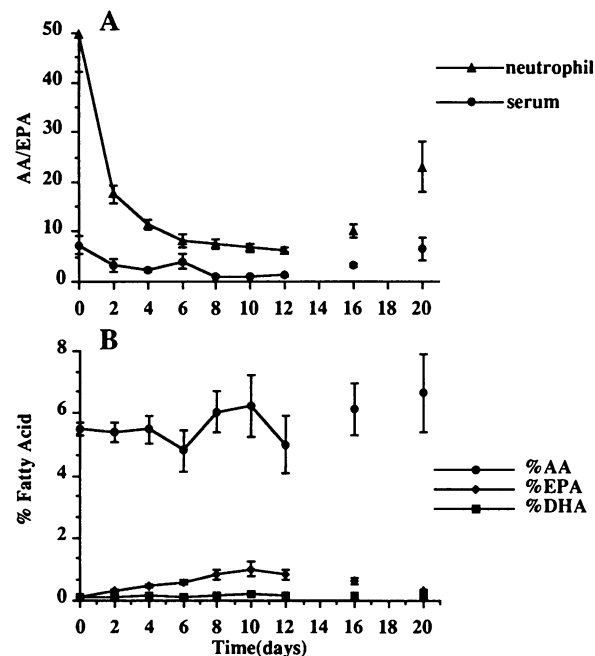 A
50
40
30
20
10
0
AA/EPA
0 2 4 6 8 10 12 14 16 18 20
neutrophil
serum
B
8
6
4
2
0
% Fatty Acid
0 2 4 6 8 10 12 14 16 18 20
Time(days)
%AA
%EPA
%DHA